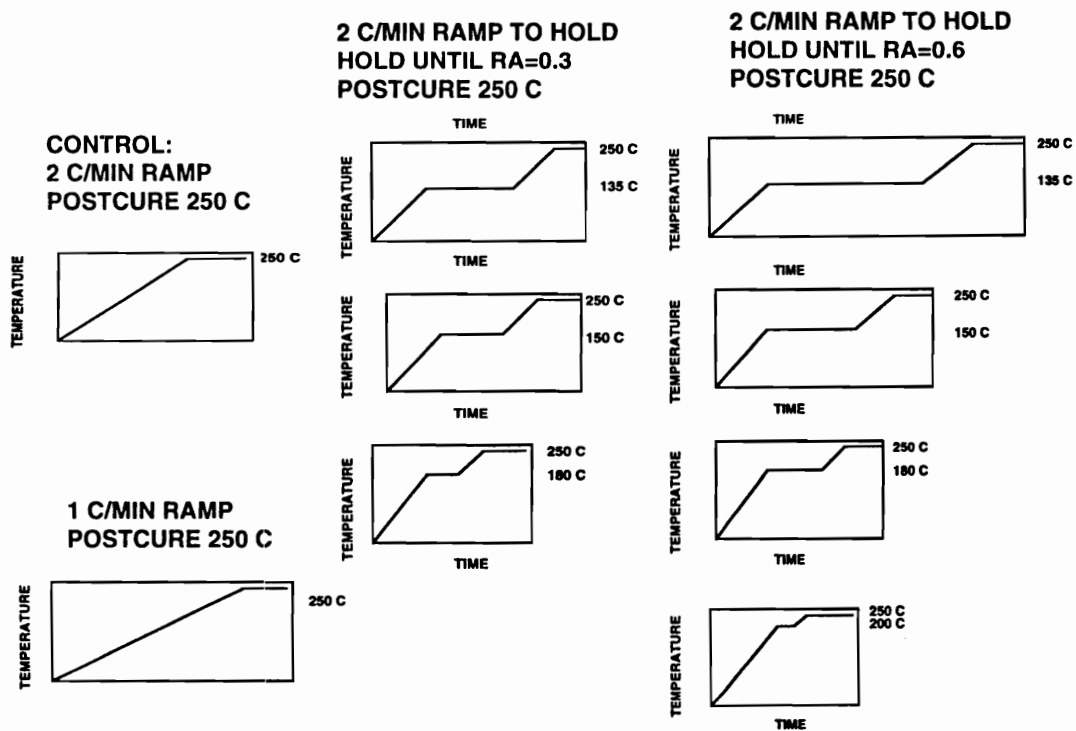 CONTROL:
2 C/MIN RAMP
POSTCURE 250 C
TEMPERATURE
250 C
1 C/MIN RAMP
POSTCURE 250 C
TEMPERATURE
250 C
2 C/MIN RAMP TO HOLD
HOLD UNTIL RA=0.3
POSTCURE 250 C
TIME
TEMPERATURE
250 C
135 C
TIME
TEMPERATURE
250 C
150 C
TIME
TEMPERATURE
250 C
180 C
TIME
2 C/MIN RAMP TO HOLD
HOLD UNTIL RA=0.6
POSTCURE 250 C
TIME
TEMPERATURE
250 C
135 C
TIME
TEMPERATURE
250 C
150 C
TIME
TEMPERATURE
250 C
180 C
TIME
TEMPERATURE
250 C
200 C
TIME